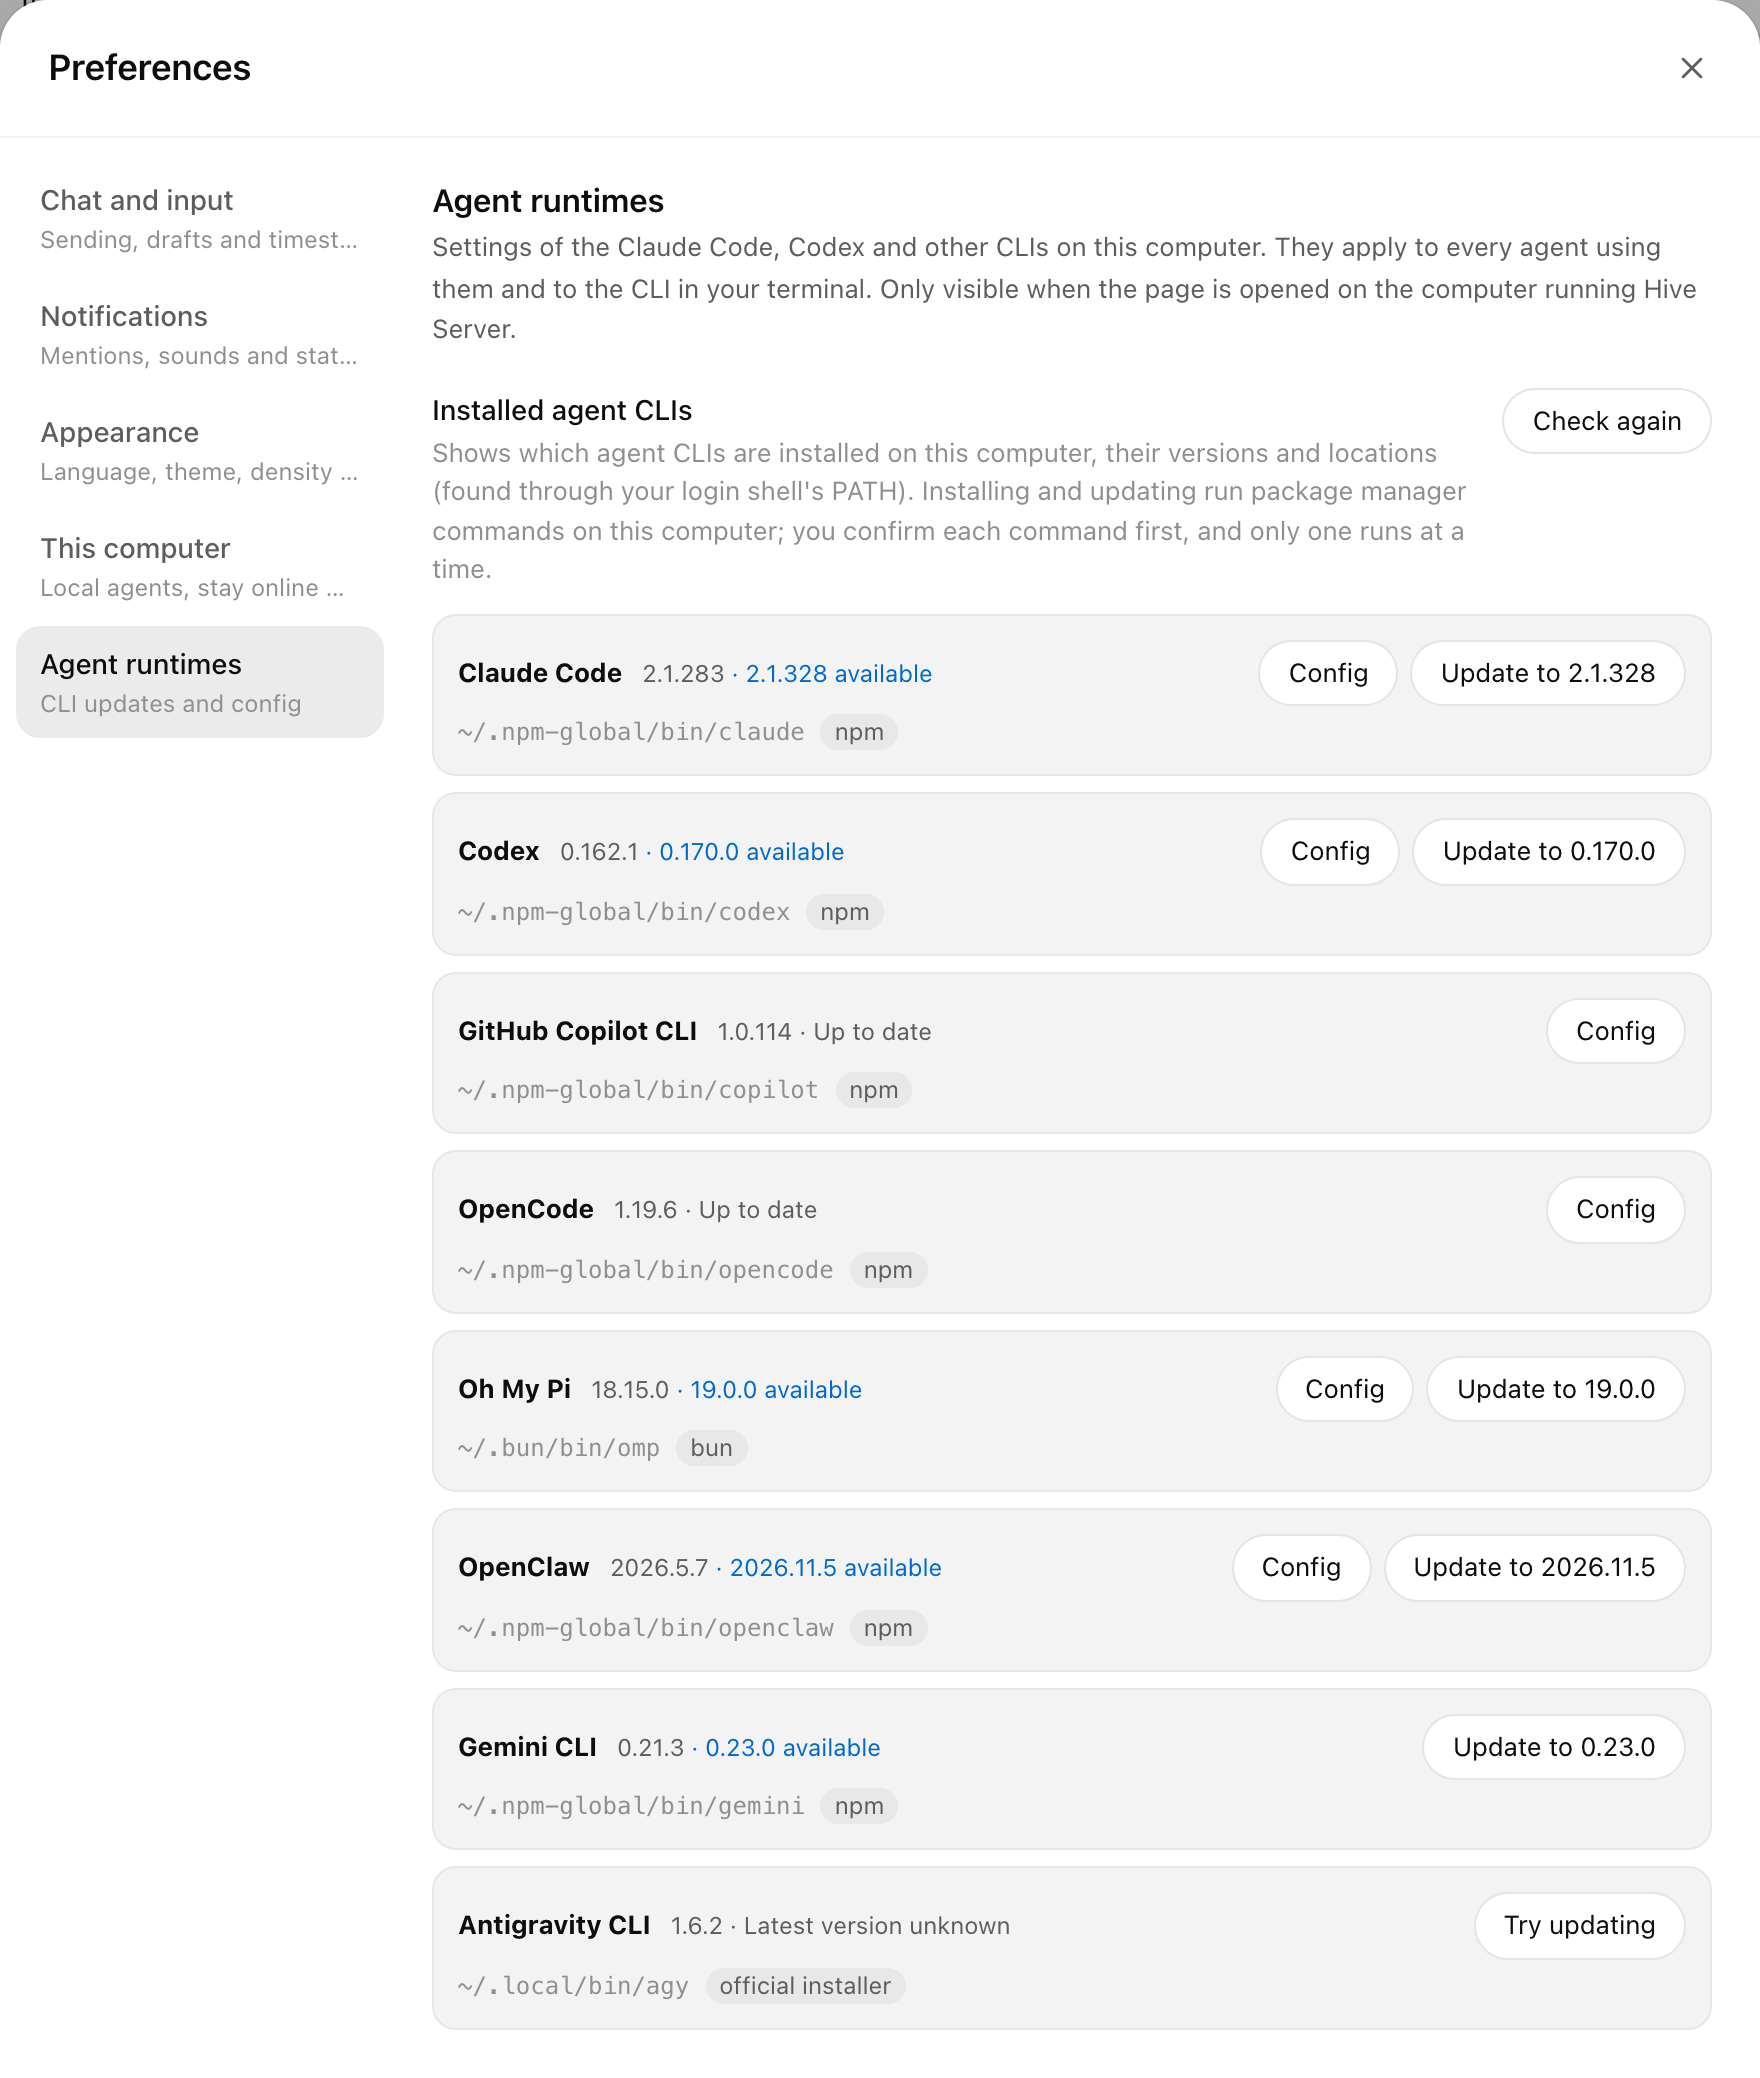 Preferences
Chat and input
Sending, drafts and timest...
Notifications
Mentions, sounds and stat...
Appearance
Language, theme, density ...
This computer
Local agents, stay online ...
Agent runtimes
CLI updates and config
Agent runtimes
Settings of the Claude Code, Codex and other CLIs on this computer. They apply to every agent using
them and to the CLI in your terminal. Only visible when the page is opened on the computer running Hive
Server.
Installed agent CLIs
Check again
Shows which agent CLIs are installed on this computer, their versions and locations
(found through your login shell's PATH). Installing and updating run package manager
commands on this computer; you confirm each command first, and only one runs at a
time.
Claude Code 2.1.283 · 2.1.328 available Config Update to 2.1.328
~/.npm-global/bin/claude npm
Codex 0.162.1 · 0.170.0 available Config Update to 0.170.0
~/.npm-global/bin/codex npm
GitHub Copilot CLI 1.0.114 · Up to date Config
~/.npm-global/bin/copilot npm
OpenCode 1.19.6 · Up to date Config
~/.npm-global/bin/opencode npm
Oh My Pi 18.15.0 · 19.0.0 available Config Update to 19.0.0
~/.bun/bin/omp bun
OpenClaw 2026.5.7 · 2026.11.5 available Config Update to 2026.11.5
~/.npm-global/bin/openclaw npm
Gemini CLI 0.21.3 · 0.23.0 available Update to 0.23.0
~/.npm-global/bin/gemini npm
Antigravity CLI 1.6.2 · Latest version unknown Try updating
~/.local/bin/agy official installer